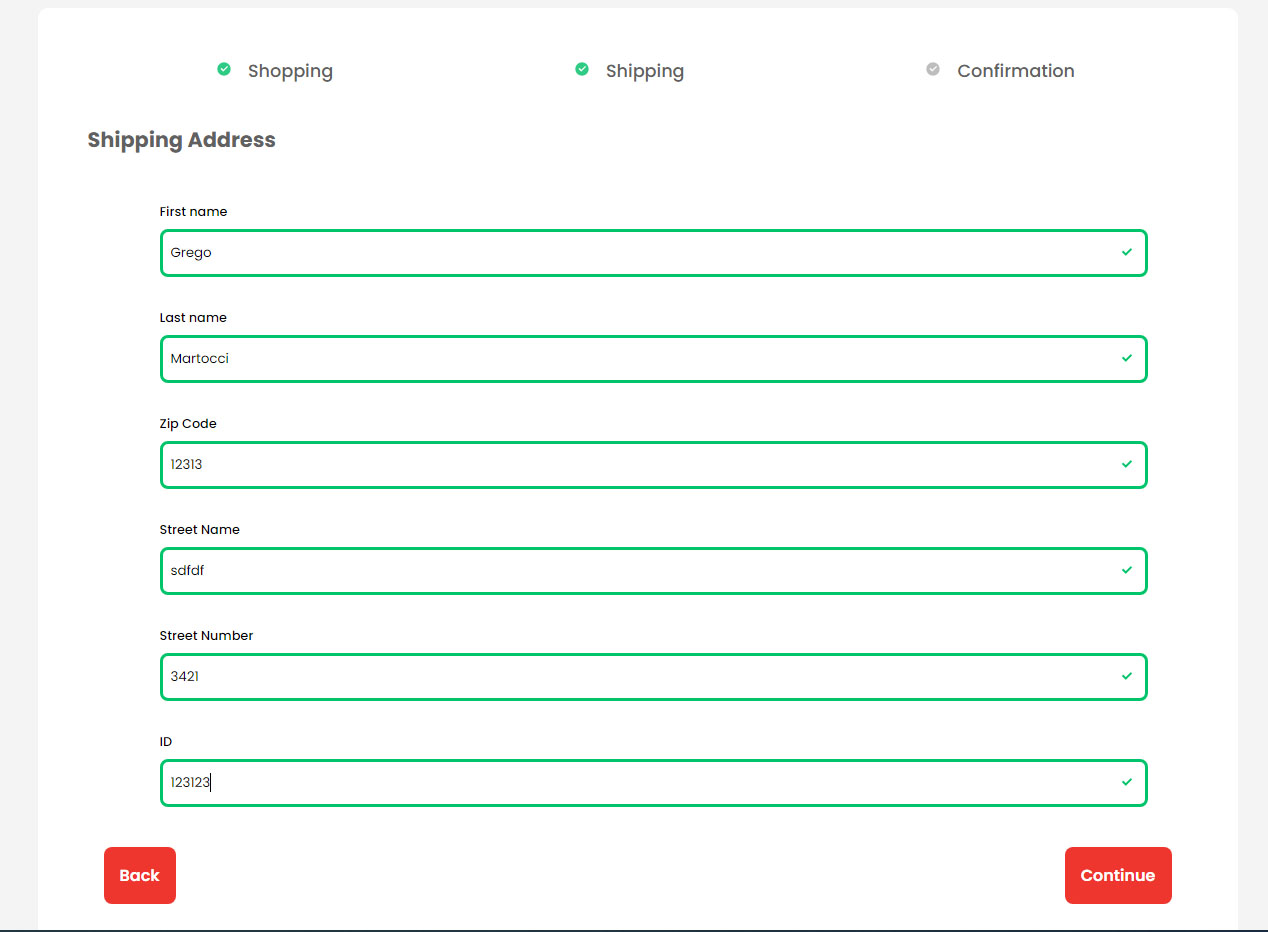 Shopping Shipping Confirmation
Shipping Address
First name
Grego
Last name
Martocci
Zip Code
12313
Street Name
sdfdf
Street Number
3421
ID
123123
Back Continue